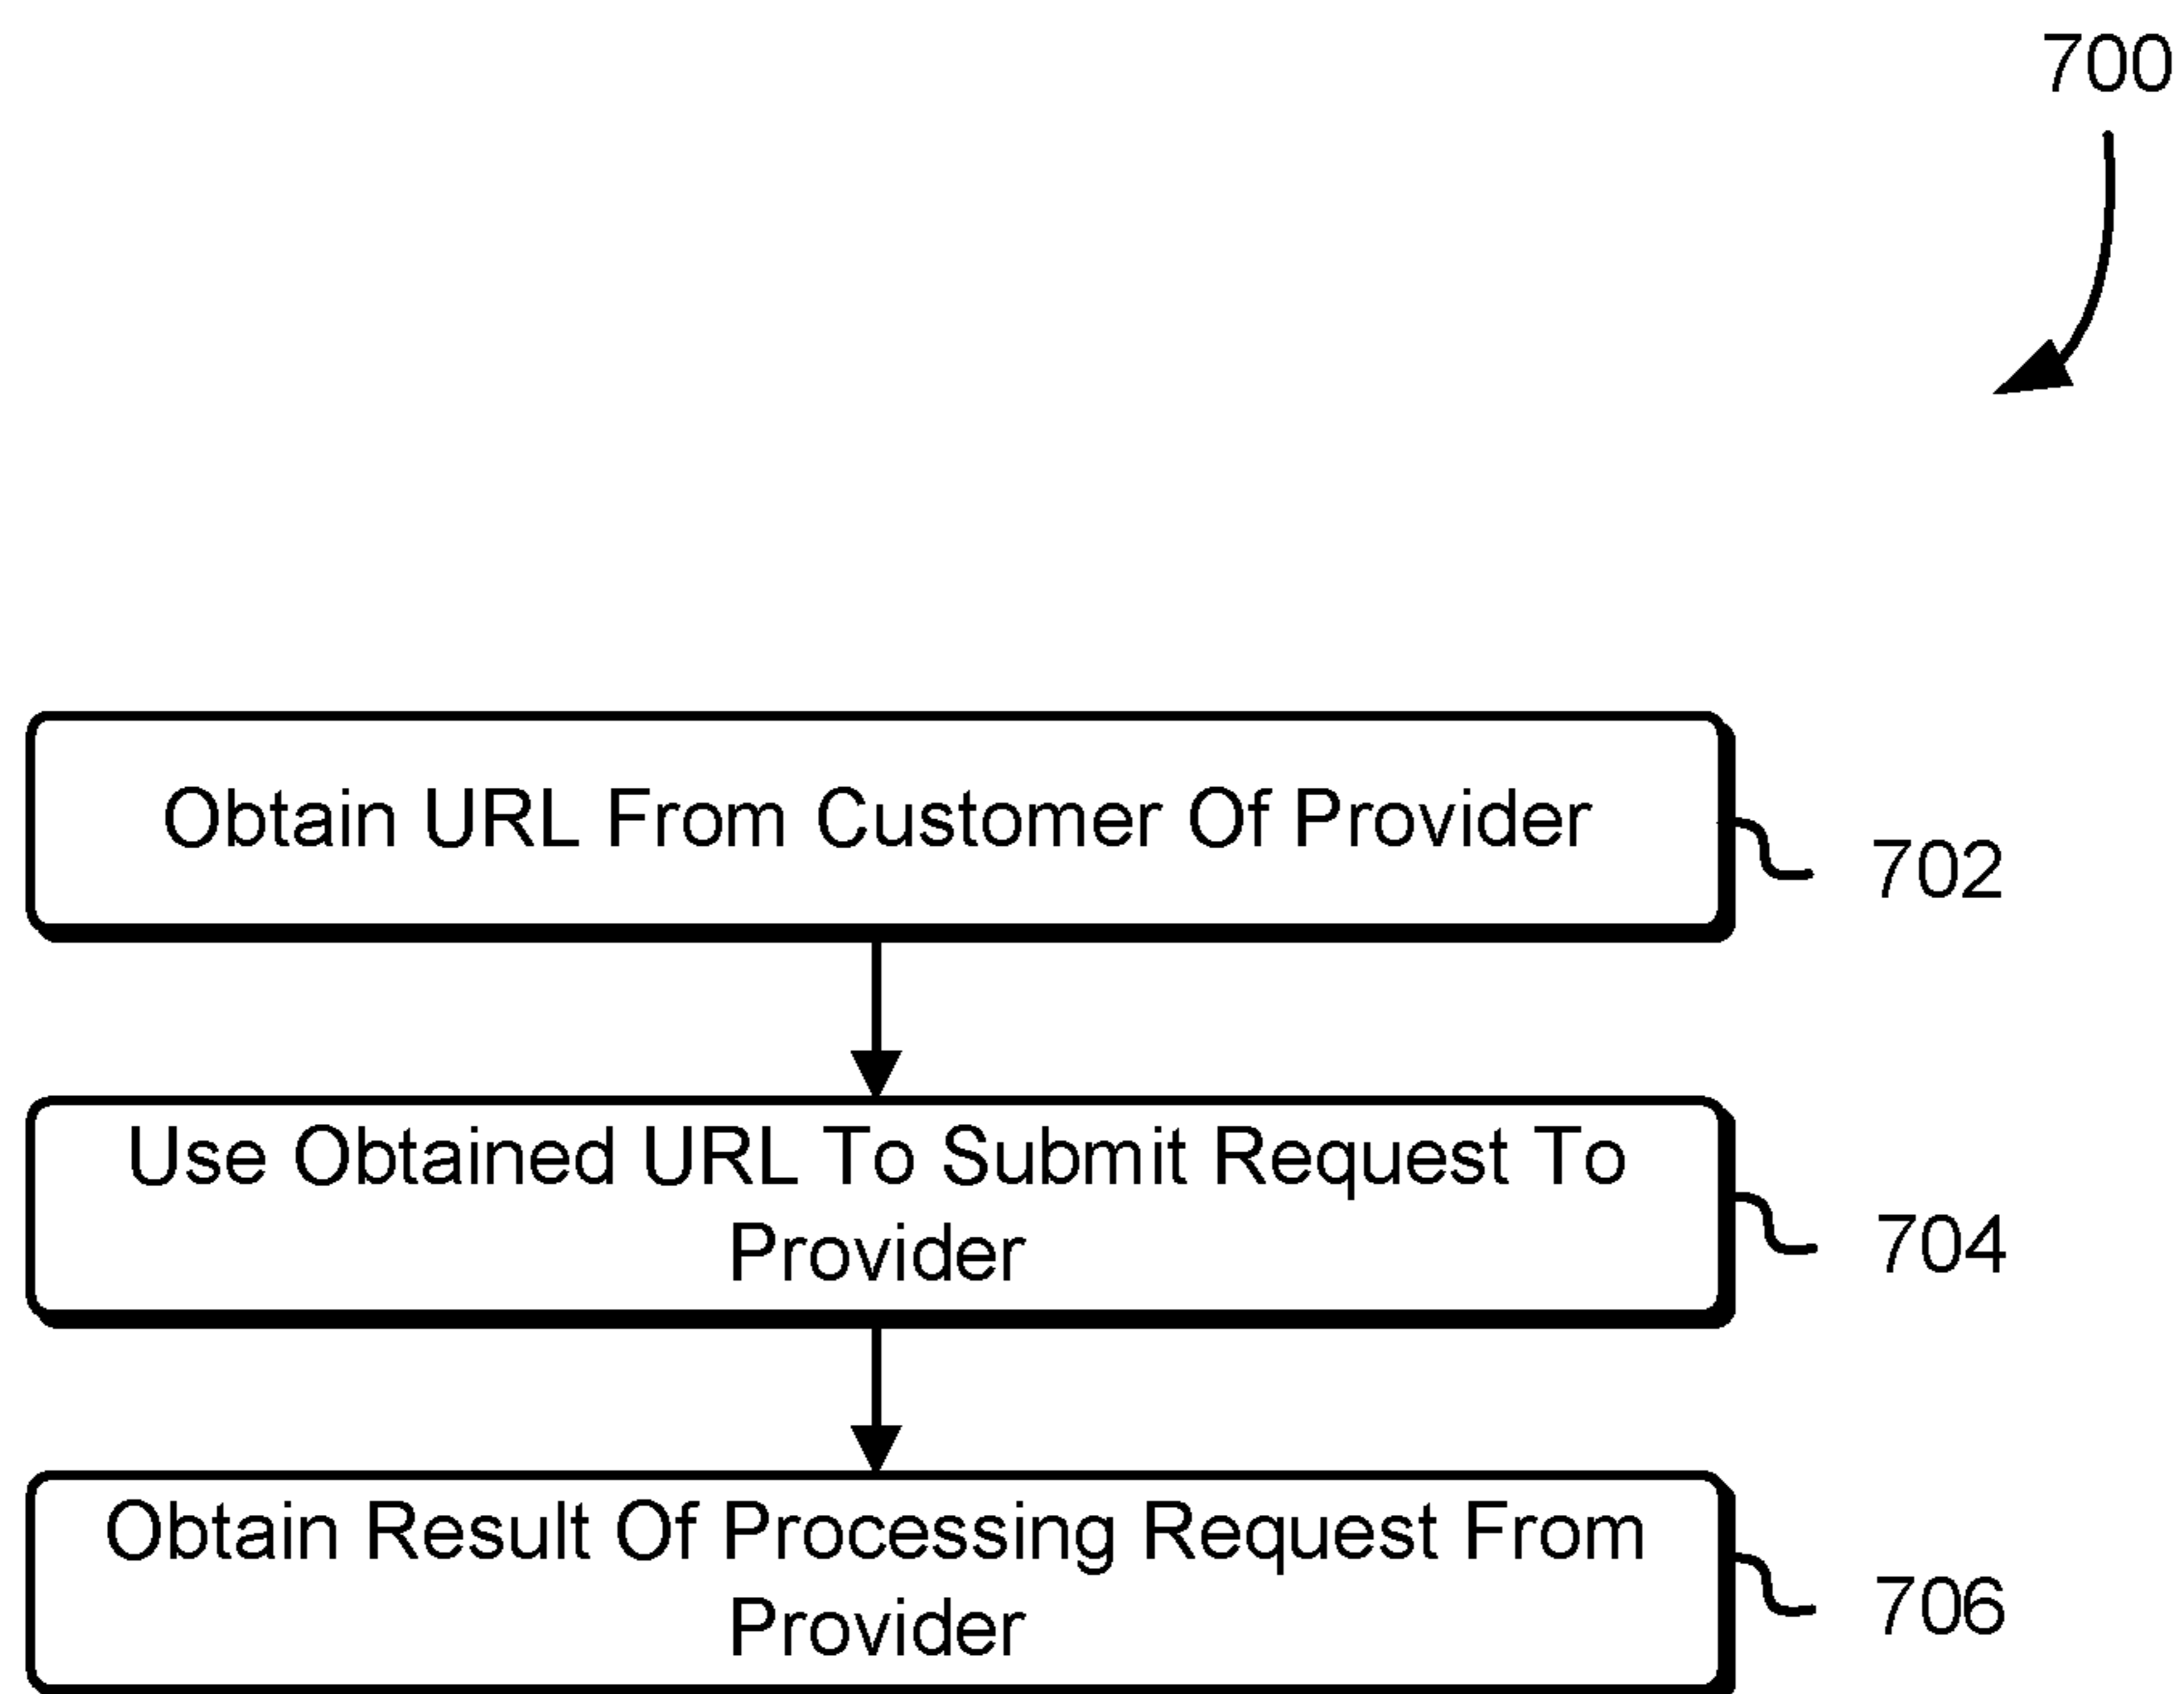 700
Obtain URL From Customer Of Provider
702
Use Obtained URL To Submit Request To
Provider
704
Obtain Result Of Processing Request From
Provider
706